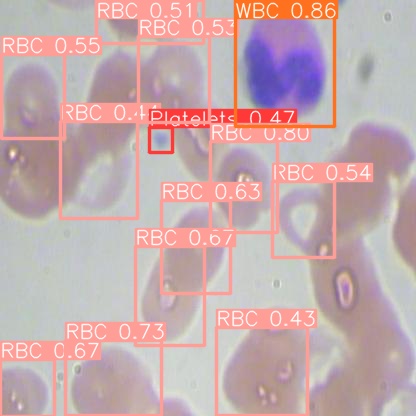 RBC 0.51
WBC 0.86
RBC 0.53
RBC 0.55
RBC 0.44
Platelets 0.47
RBC 0.80
RBC 0.54
RBC 0.63
RBC 0.67
RBC 0.43
RBC 0.73
RBC 0.67